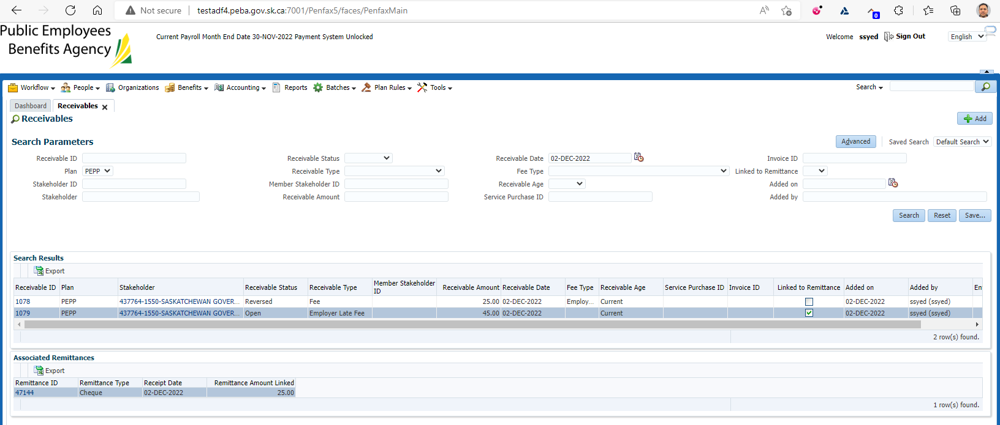 Not secure
testadf4.peba.gov.sk.ca:7001/Penfax5/faces/PenfaxMain
0
Public Employees
Benefits Agency
Current Payroll Month End Date 30-NOV-2022 Payment System Unlocked
Welcome ssyed Sign Out English
Workflow People Organizations Benefits Accounting Reports Batches Plan Rules Tools Search
Dashboard Receivables
Receivables
Add
Search Parameters
Advanced Saved Search Default Search
Receivable ID Receivable Status Receivable Date 02-DEC-2022 Invoice ID
Plan PEPP Receivable Type Fee Type Linked to Remittance
Stakeholder ID Member Stakeholder ID Receivable Age Added on
Stakeholder Receivable Amount Service Purchase ID Added by
Search Reset Save...
Search Results
Export
Receivable ID Plan Stakeholder Receivable Status Receivable Type Member Stakeholder ID Receivable Amount Receivable Date Fee Type Receivable Age Service Purchase ID Invoice ID Linked to Remittance Added on Added by En
1078 PEPP 437764-1550-SASKATCHEWAN GOVER... Reversed Fee 25.00 02-DEC-2022 Employ... Current 02-DEC-2022 ssyed (ssyed)
1079 PEPP 437764-1550-SASKATCHEWAN GOVER... Open Employer Late Fee 45.00 02-DEC-2022 Current 02-DEC-2022 ssyed (ssyed)
2 row(s) found.
Associated Remittances
Export
Remittance ID Remittance Type Receipt Date Remittance Amount Linked
47144 Cheque 02-DEC-2022 25.00
1 row(s) found.